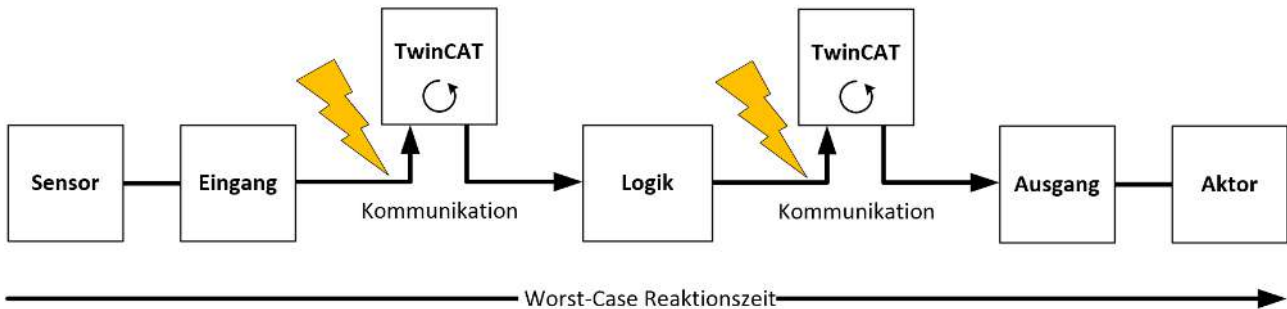 TwinCAT
TwinCAT
Sensor
Eingang
Kommunikation
Logik
Kommunikation
Ausgang
Aktor
Worst-Case Reaktionszeit